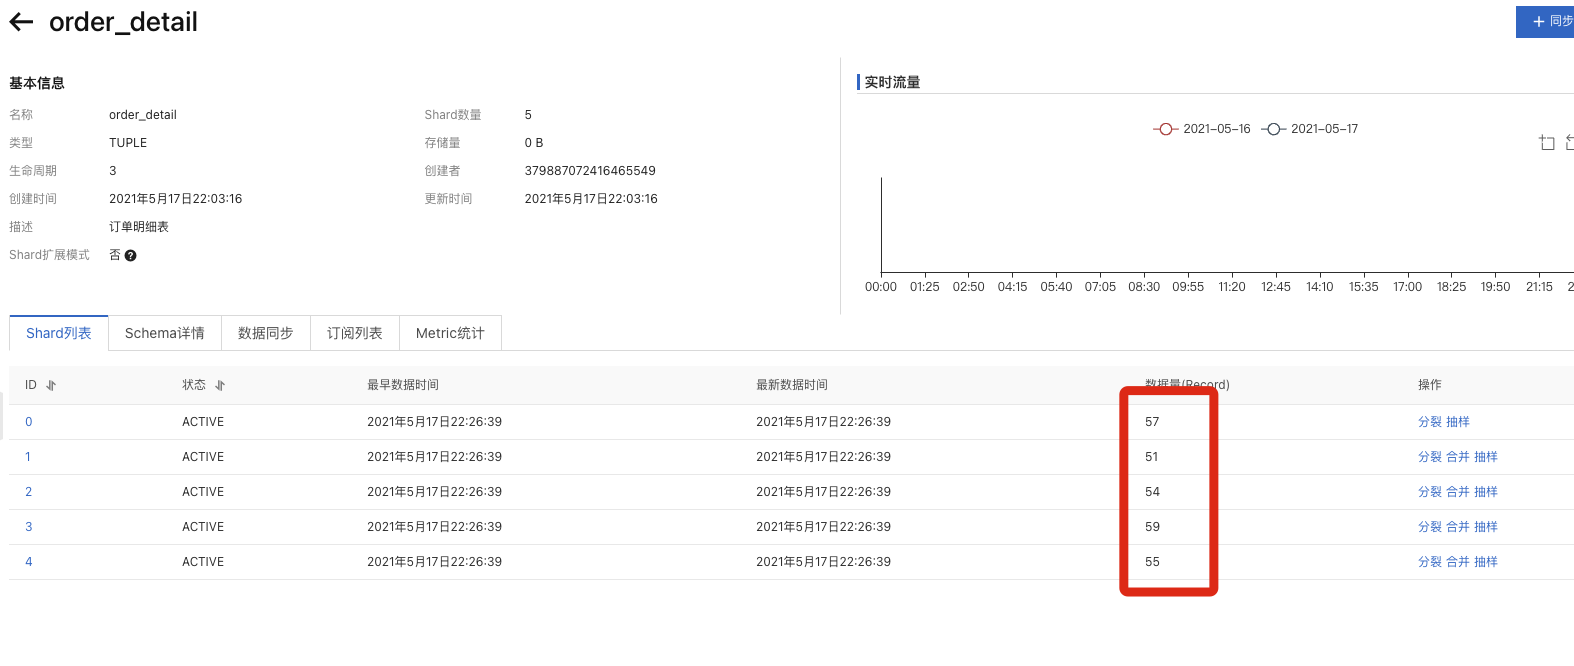 order_detail
+ 同步
基本信息
名称 order_detail Shard数量 5
类型 TUPLE 存储量 0 B
生命周期 3 创建者 379887072416465549
创建时间 2021年5月17日22:03:16 更新时间 2021年5月17日22:03:16
描述 订单明细表
Shard扩展模式 否 ?
实时流量
2021-05-16 2021-05-17
00:00 01:25 02:50 04:15 05:40 07:05 08:30 09:55 11:20 12:45 14:10 15:35 17:00 18:25 19:50 21:15 2
Shard列表 Schema详情 数据同步 订阅列表 Metric统计
ID 状态 最早数据时间 最新数据时间 数据量(Record) 操作
0 ACTIVE 2021年5月17日22:26:39 2021年5月17日22:26:39 57 分裂 抽样
1 ACTIVE 2021年5月17日22:26:39 2021年5月17日22:26:39 51 分裂 合并 抽样
2 ACTIVE 2021年5月17日22:26:39 2021年5月17日22:26:39 54 分裂 合并 抽样
3 ACTIVE 2021年5月17日22:26:39 2021年5月17日22:26:39 59 分裂 合并 抽样
4 ACTIVE 2021年5月17日22:26:39 2021年5月17日22:26:39 55 分裂 合并 抽样